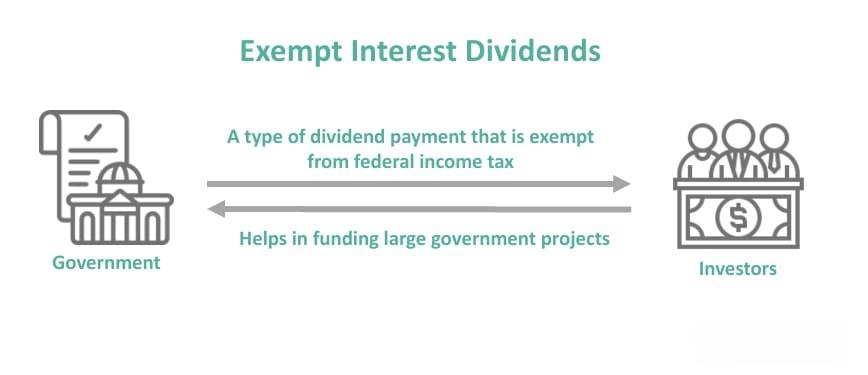 Exempt Interest Dividends
A type of dividend payment that is exempt
from federal income tax
Helps in funding large government projects
Government
Investors
$